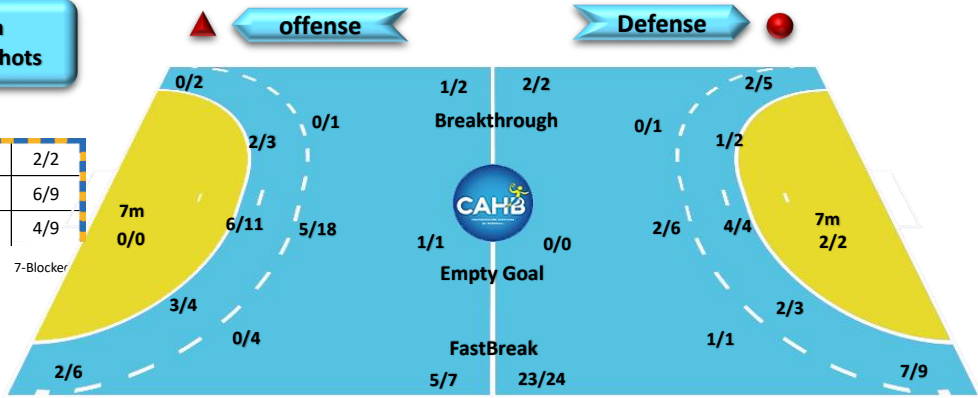 offense
Defense
hots
0/2
1/2
2/2
2/5
0/1
Breakthrough
0/1
2/3
1/2
2/2
6/9
4/9
7m
0/0
6/11
5/18
CAHB
1/1
0/0
2/6
4/4
7m
2/2
7-Blocked
Empty Goal
3/4
2/3
0/4
1/1
FastBreak
2/6
5/7
23/24
7/9